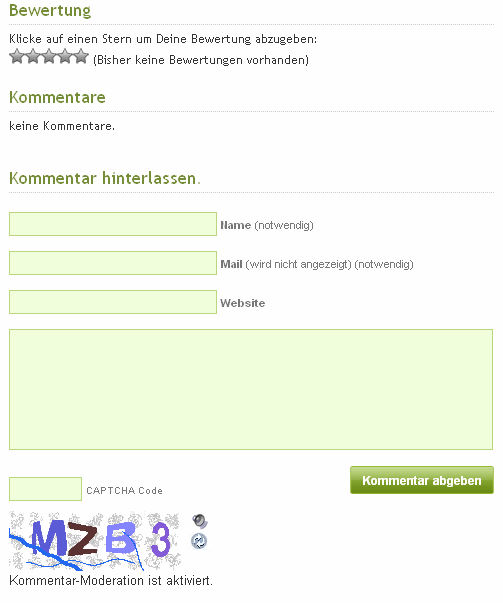 Bewertung
Klicke auf einen Stern um Deine Bewertung abzugeben:
(Bisher keine Bewertungen vorhanden)
Kommentare
keine Kommentare.
Kommentar hinterlassen.
Name (notwendig)
Mail (wird nicht angezeigt) (notwendig)
Website
Kommentar abgeben
CAPTCHA Code
MZB3
Kommentar-Moderation ist aktiviert.